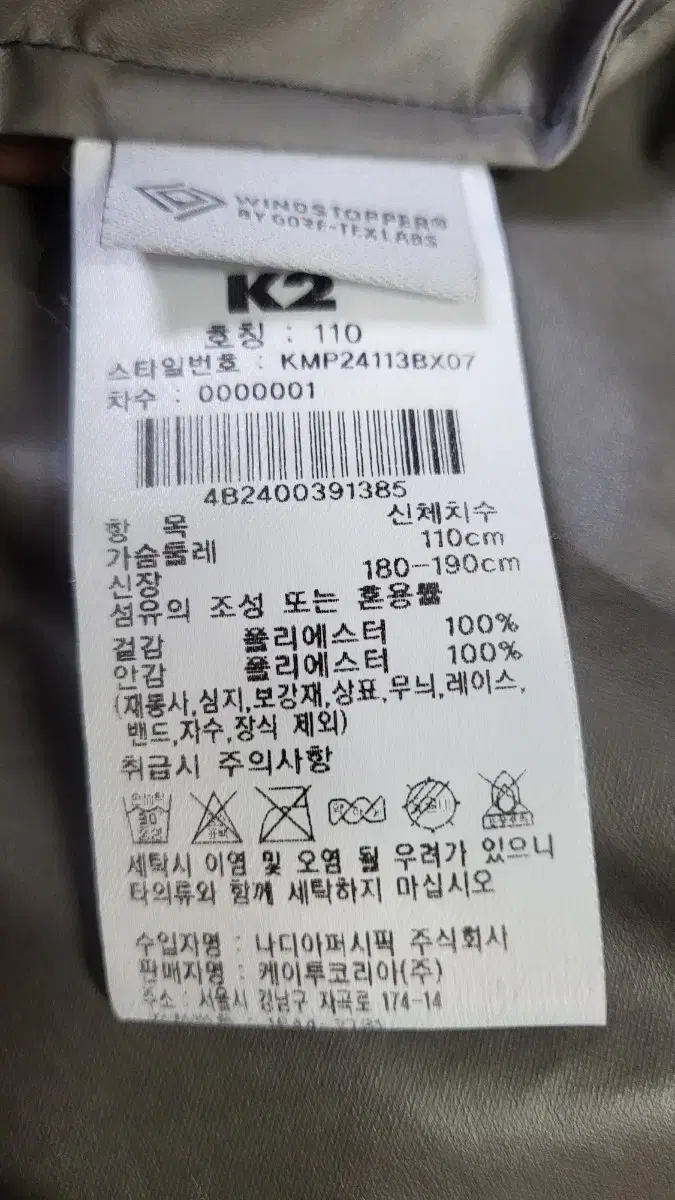 WINDSTOPPER®
BY GORE-TEX LABS
K2
호칭 : 110
스타일번호 : KMP24113BX07
차수 : 0000001
4B2400391385
항 목 신체치수
가슴둘레 110cm
신장 180-190cm
섬유의 조성 또는 혼용률
겉감 폴리에스터 100%
안감 폴리에스터 100%
(재봉사,심지,보강재,상표,무늬,레이스,
밴드,자수,장식 제외)
취급시 주의사항
세탁시 이염 및 오염 될 우려가 있으니
타의류와 함께 세탁하지 마십시오
수입자명 : 나디아퍼시픽 주식회사
판매자명 : 케이투코리아(주)
주소 : 서울시 강남구 자곡로 174-14